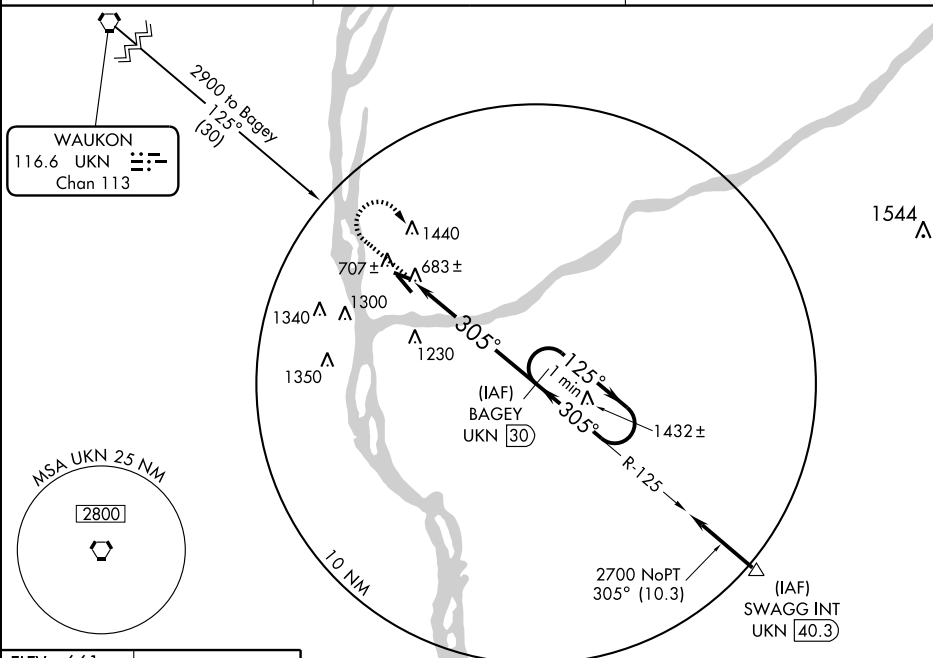 2900 to Bagey
125°
(30)
WAUKON
116.6 UKN
Chan 113
1544
1440
707 ±
683 ±
1340
1300
1350
1230
305°
125°
1 min
305°
(IAF)
BAGEY
UKN 30
1432 ±
R-125
MSA UKN 25 NM
2800
10 NM
2700 NoPT
305° (10.3)
(IAF)
SWAGG INT
UKN 40.3
ELEV 661